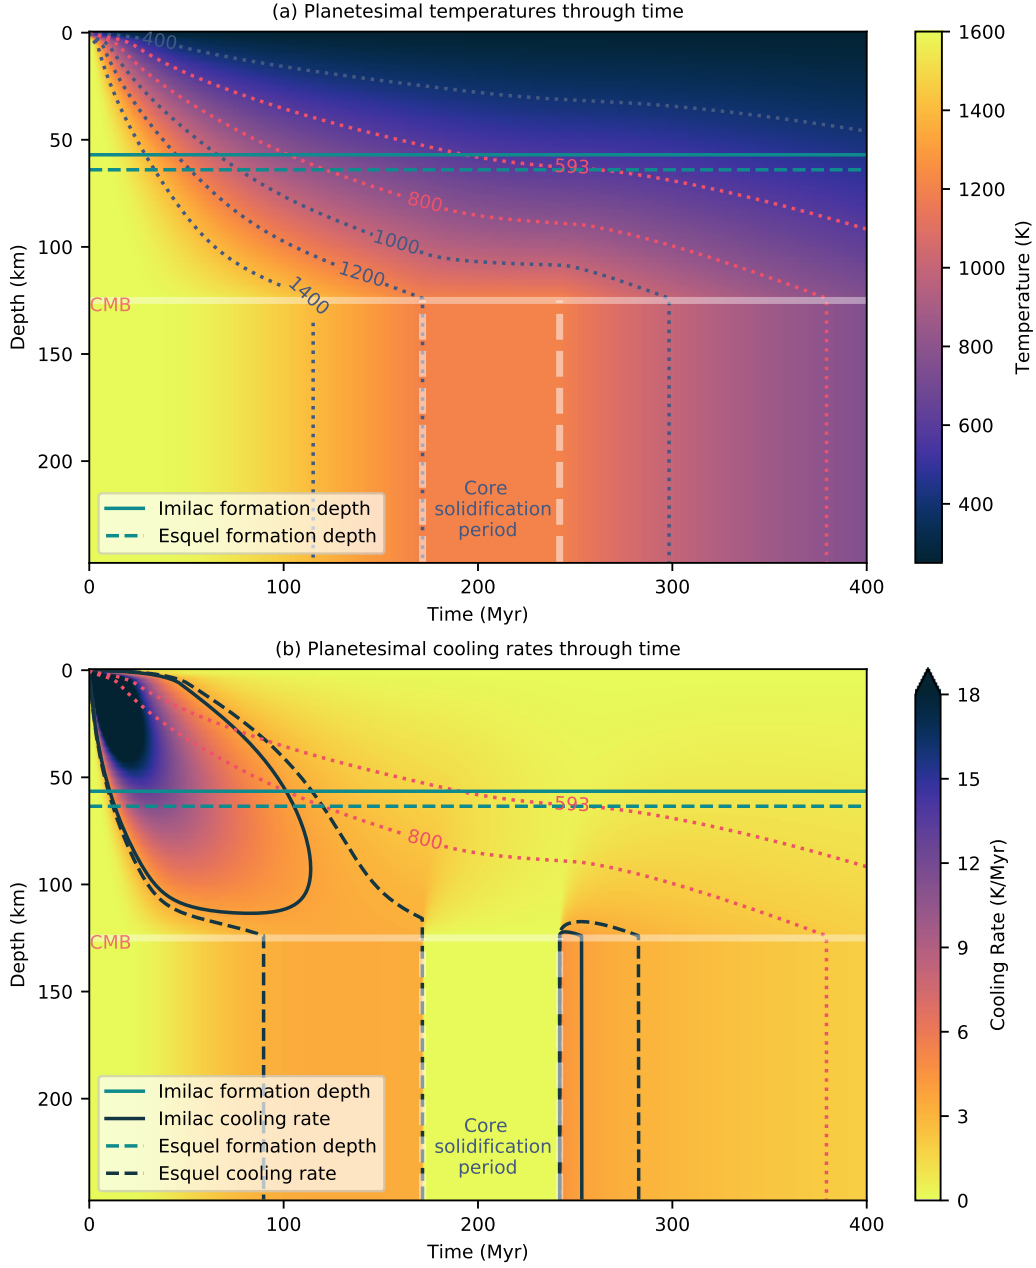 (a) Planetesimal temperatures through time
0
50
100
150
200
Depth (km)
400
593
800
1000
1200
1400
CMB
Core
solidification
period
Imilac formation depth
Esquel formation depth
0
100
200
300
400
Time (Myr)
1600
1400
1200
1000
800
600
400
Temperature (K)
(b) Planetesimal cooling rates through time
0
50
100
150
200
Depth (km)
593
800
CMB
Core
solidification
period
Imilac formation depth
Imilac cooling rate
Esquel formation depth
Esquel cooling rate
0
100
200
300
400
Time (Myr)
18
15
12
9
6
3
0
Cooling Rate (K/Myr)